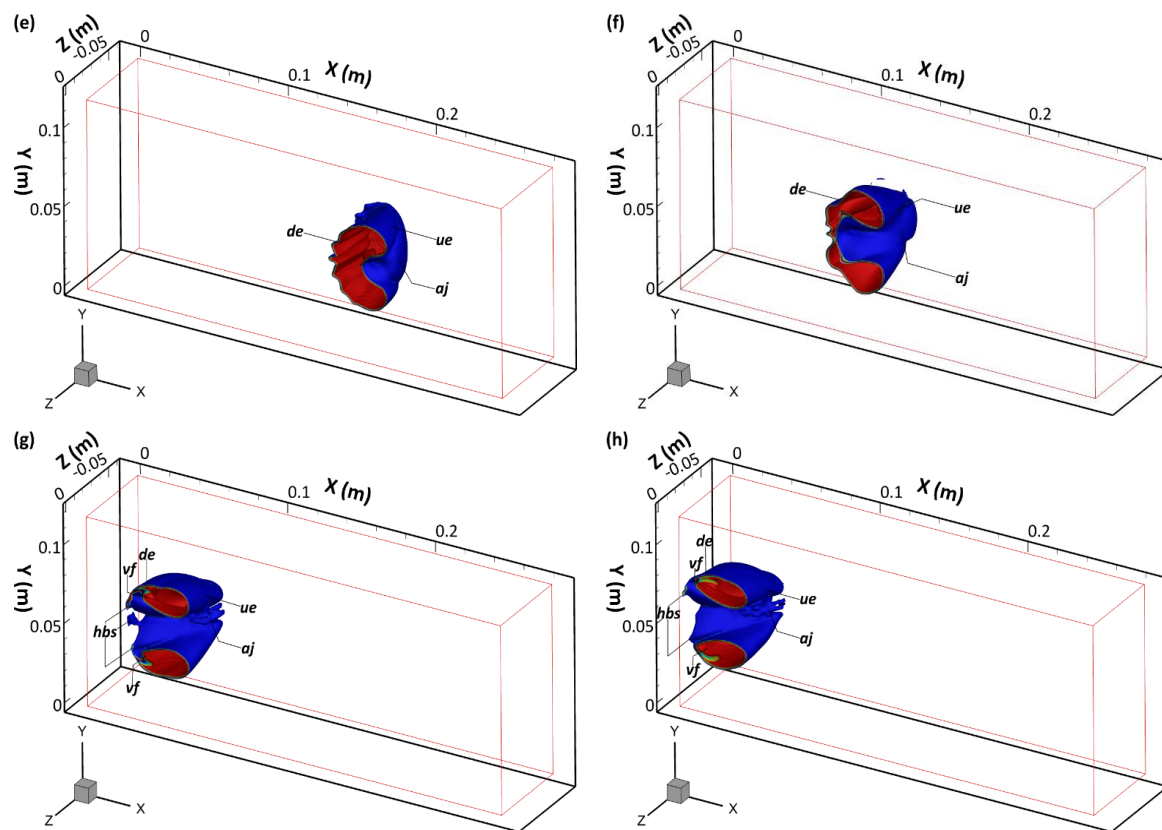 (e)
Z (m)
-0.05
0
0
X (m)
0.1
0.2
0.1
Y (m)
0.05
0
de
ue
aj
Y
Z
X
(f)
Z (m)
-0.05
0
0
X (m)
0.1
0.2
0.1
Y (m)
0.05
0
de
ue
aj
Y
Z
X
(g)
Z (m)
-0.05
0
0
X (m)
0.1
0.2
0.1
Y (m)
0.05
0
de
vf
hbs
vf
ue
aj
Y
Z
X
(h)
Z (m)
-0.05
0
0
X (m)
0.1
0.2
0.1
Y (m)
0.05
0
de
vf
hbs
vf
ue
aj
Y
Z
X